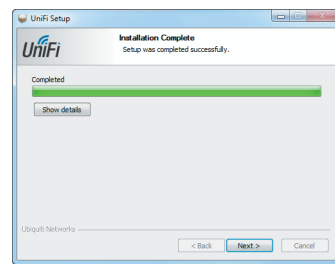 UniFi Setup
UniFi
Installation Complete
Setup was completed successfully.
Completed
Show details
Ubiquiti Networks
< Back
Next >
Cancel